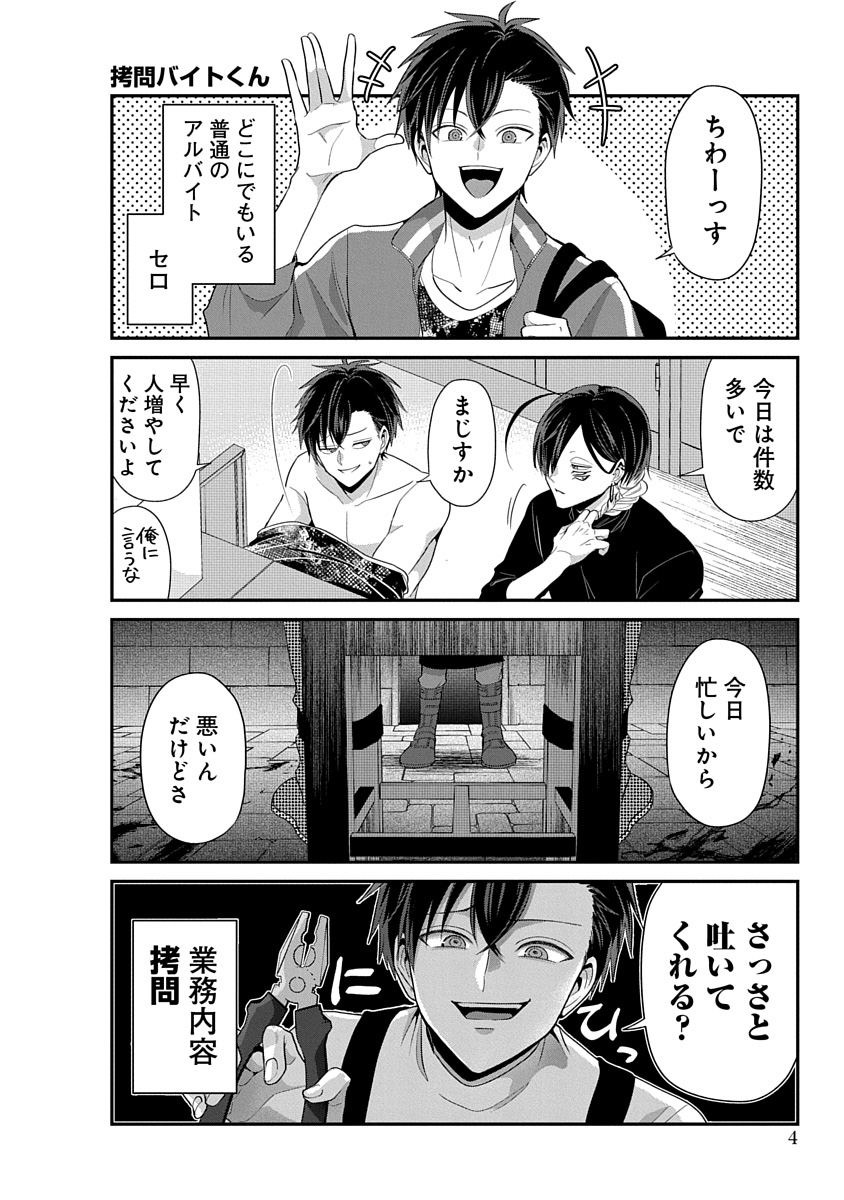 拷問バイトくん
ちわーっす
どこにでもいる
普通の
アルバイト
セロ
今日は件数
多いで
まじすか
早く
人増やして
くださいよ
俺に
言うな
今日
忙しいから
悪いん
だけどさ
さっさと
吐いて
くれる?
ひっ
に
業務内容
拷問
4